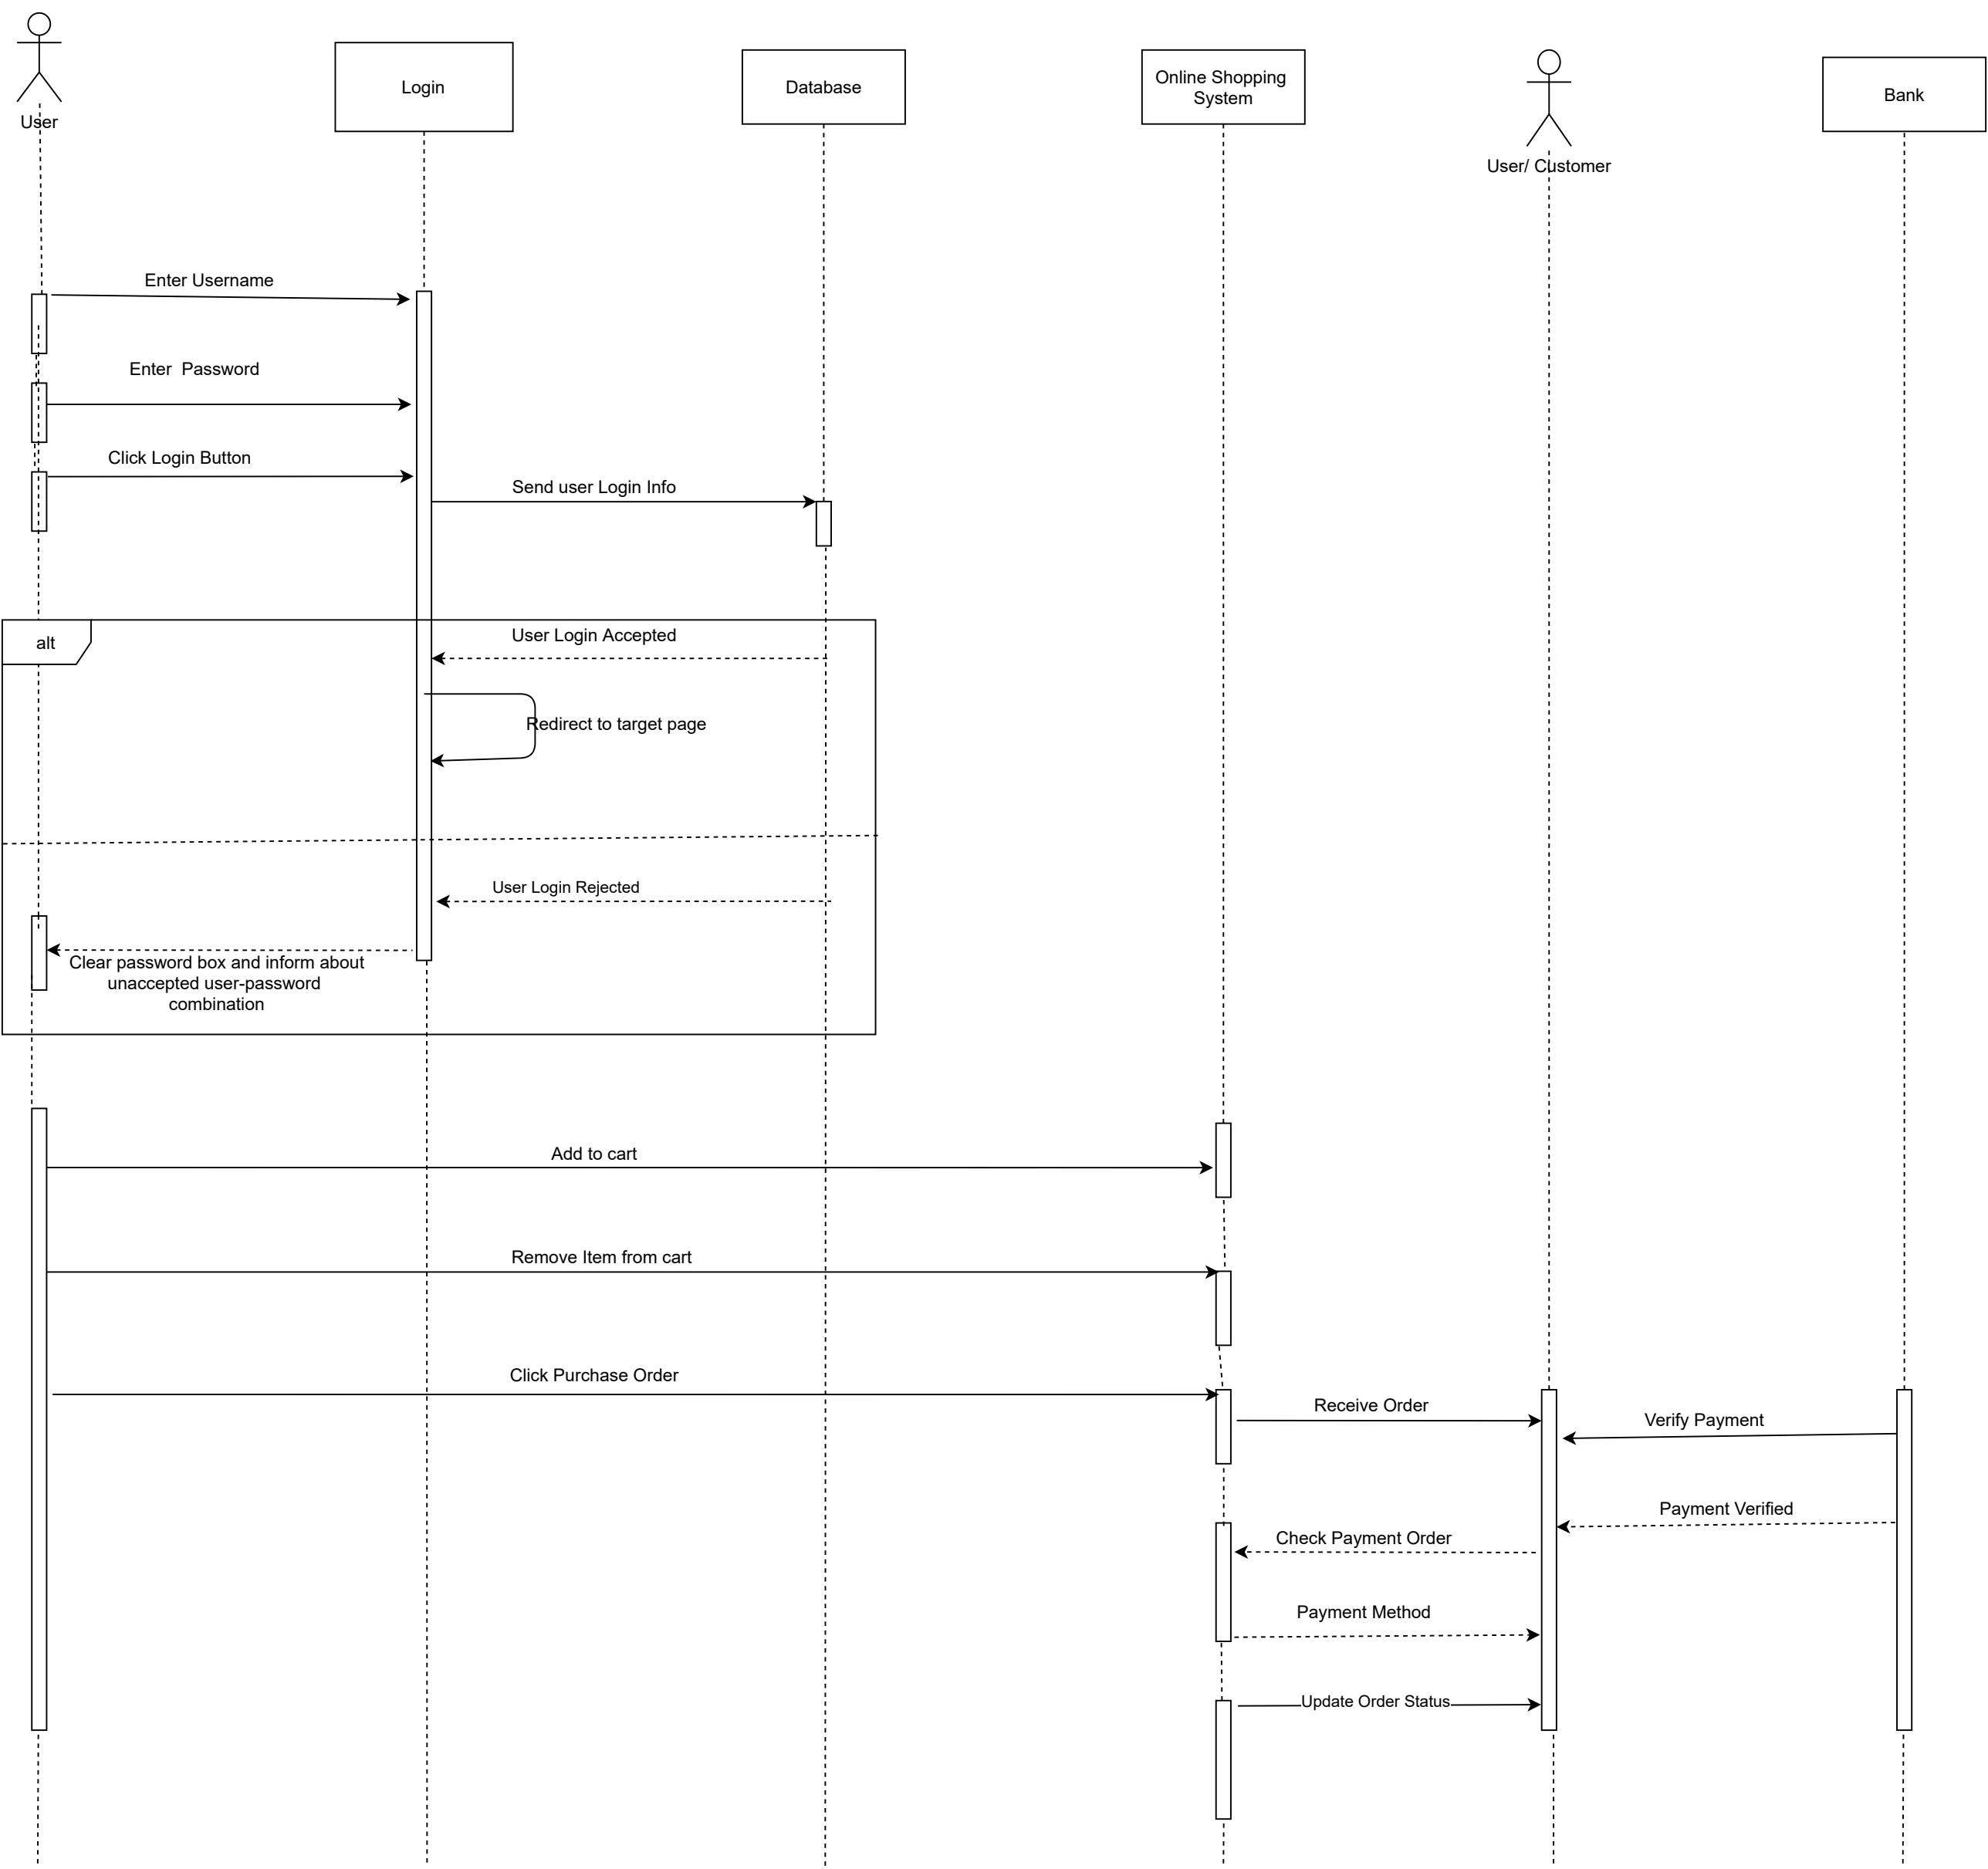 User
Login
Database
Online Shopping
System
User/ Customer
Bank
Enter Username
Enter  Password
Click Login Button
Send user Login Info
alt
User Login Accepted
Redirect to target page
User Login Rejected
Clear password box and inform about
unaccepted user-password
combination
Add to cart
Remove Item from cart
Click Purchase Order
Receive Order
Verify Payment
Payment Verified
Check Payment Order
Payment Method
Update Order Status